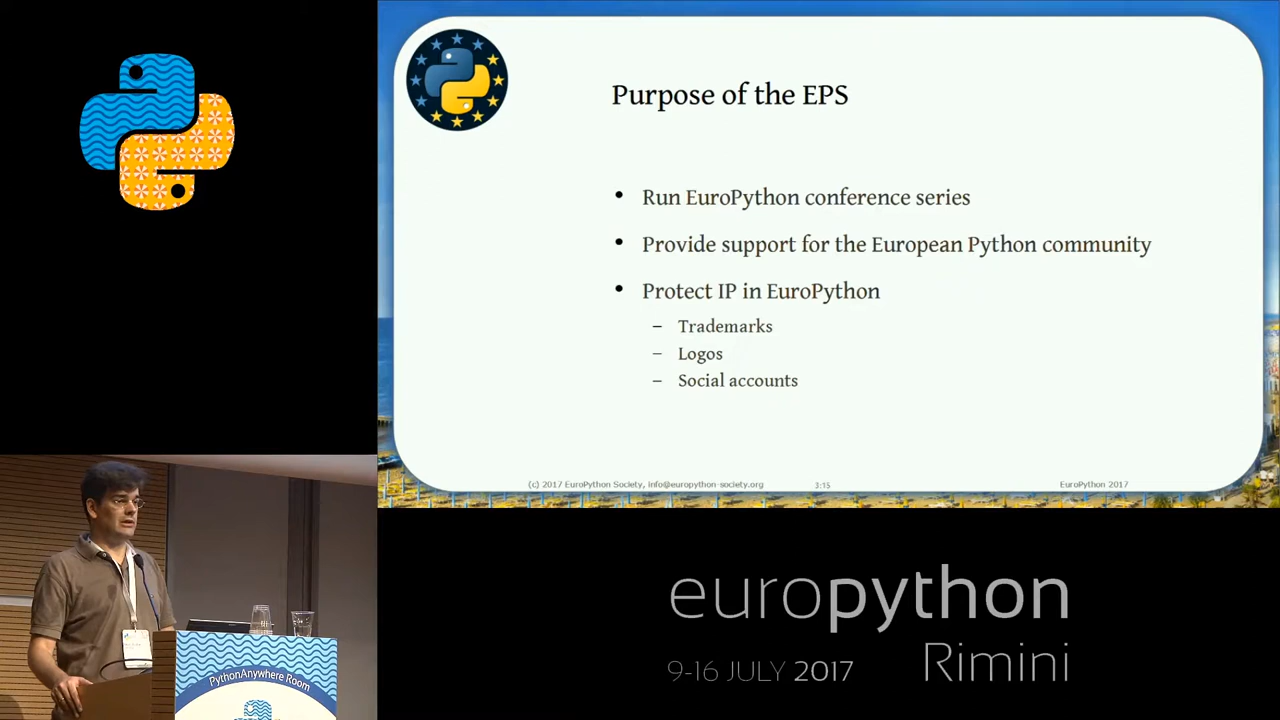 Purpose of the EPS
• Run EuroPython conference series
• Provide support for the European Python community
• Protect IP in EuroPython
– Trademarks
– Logos
– Social accounts
(c) 2017 EuroPython Society, info@europython-society.org 3:15 EuroPython 2017
PythonAnywhere Room
europython
9-16 JULY 2017 Rimini